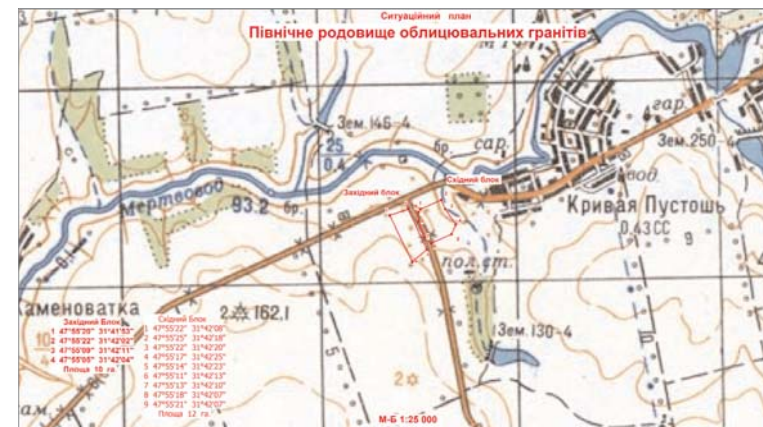 Ситуаційний план
Північне родовище облицювальних гранітів
Зем.146-4
25
0.4
бр.
сар.
гар.
Зем.250-4
Західний блок
Східний блок
вод.
Мертвовод
93.2
бр.
Кривая Пустошь
0,43СС
9
пол.ст.
Каменоватка
2
162,1
Зем.130-4
10
2
Західний Блок
1 47°55'20" 31°41'53"
2 47°55'22" 31°42'02"
3 47°55'09" 31°42'11"
4 47°55'05" 31°42'04"
Площа 10 га
Східний Блок
1 47°55'22" 31°42'08"
2 47°55'25" 31°42'18"
3 47°55'22" 31°42'20"
4 47°55'17" 31°42'25"
5 47°55'14" 31°42'23"
6 47°55'11" 31°42'13"
7 47°55'13" 31°42'10"
8 47°55'18" 31°42'07"
9 47°55'21" 31°42'07"
Площа 12 га
М-Б 1:25 000